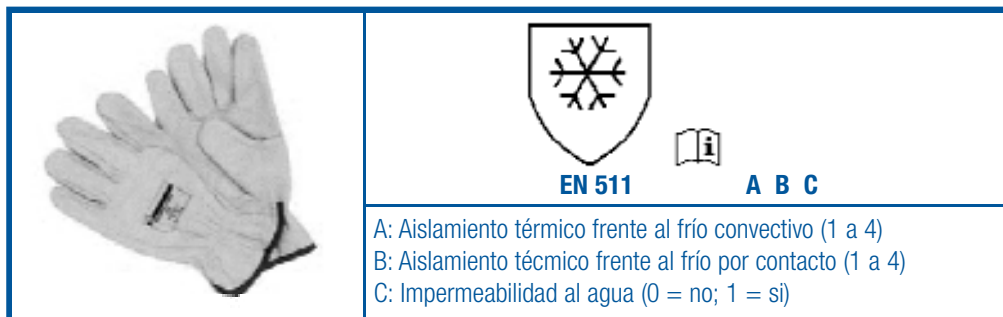 i
EN 511
A B C
A: Aislamiento térmico frente al frío convectivo (1 a 4)
B: Aislamiento técmico frente al frío por contacto (1 a 4)
C: Impermeabilidad al agua (0 = no; 1 = si)